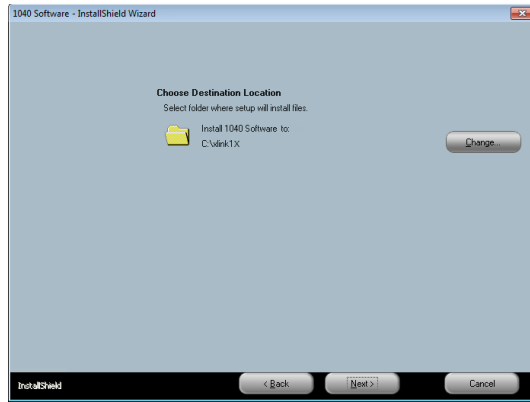 1040 Software - InstallShield Wizard
Choose Destination Location
Select folder where setup will install files.
Install 1040 Software to:
C:\xlink1X
Change...
InstallShield
< Back
Next >
Cancel